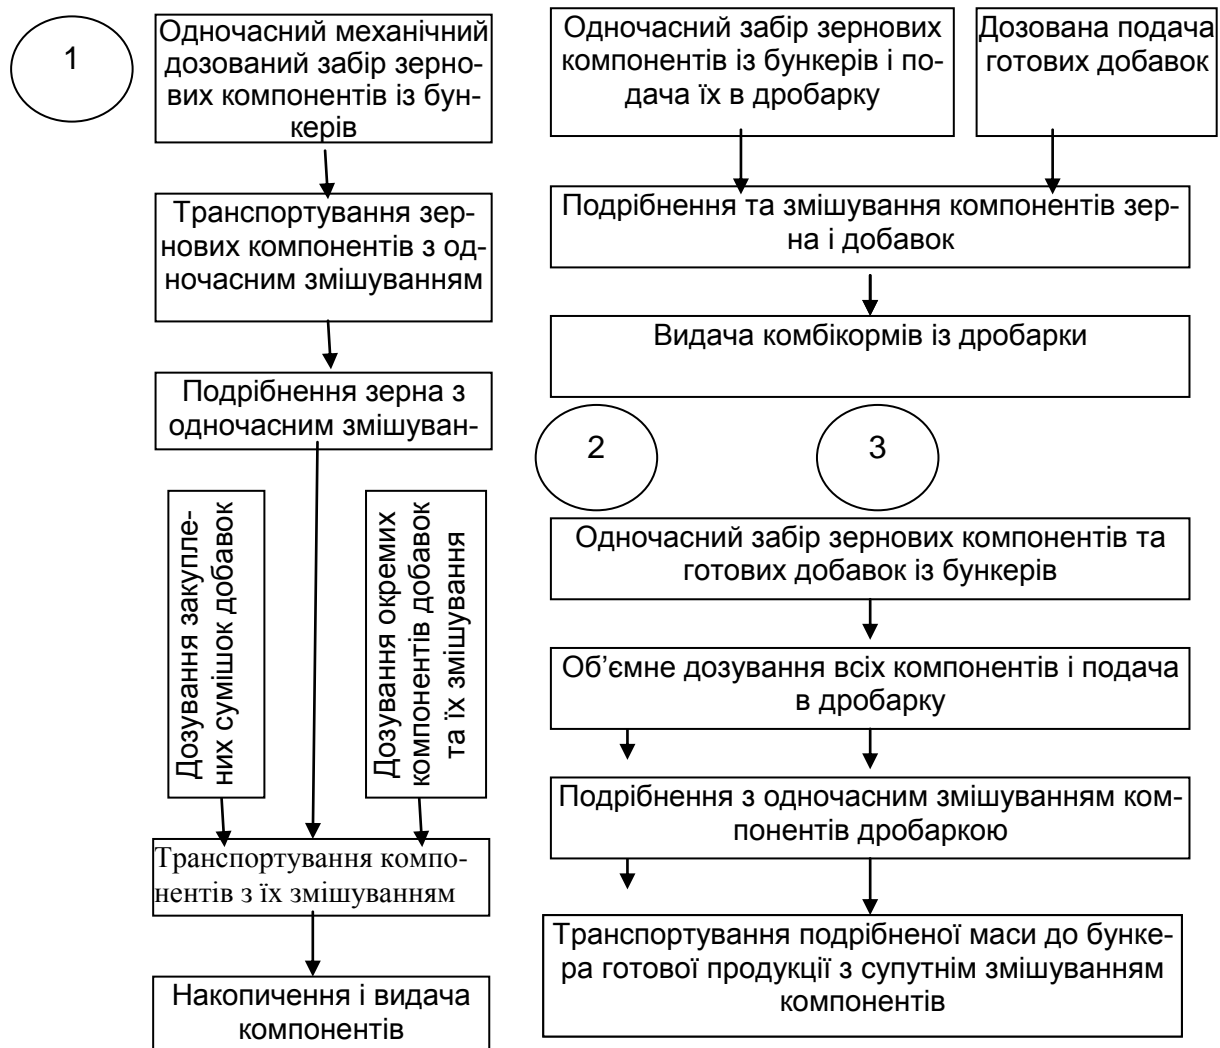 1
Одночасний механічний
дозований забір зерно-
вих компонентів із бун-
керів
Транспортування зер-
нових компонентів з од-
ночасним змішуванням
Подрібнення зерна з
одночасним змішуван-
Дозування закупле-
них сумішок добавок
Дозування окремих
компонентів добавок
та їх змішування
Транспортування компо-
нентів з їх змішуванням
Накопичення і видача
компонентів
Одночасний забір зернових
компонентів із бункерів і по-
дача їх в дробарку
Дозована подача
готових добавок
Подрібнення та змішування компонентів зер-
на і добавок
Видача комбікормів із дробарки
2
3
Одночасний забір зернових компонентів та
готових добавок із бункерів
Об’ємне дозування всіх компонентів і подача
в дробарку
Подрібнення з одночасним змішуванням ком-
понентів дробаркою
Транспортування подрібненої маси до бунке-
ра готової продукції з супутнім змішуванням
компонентів